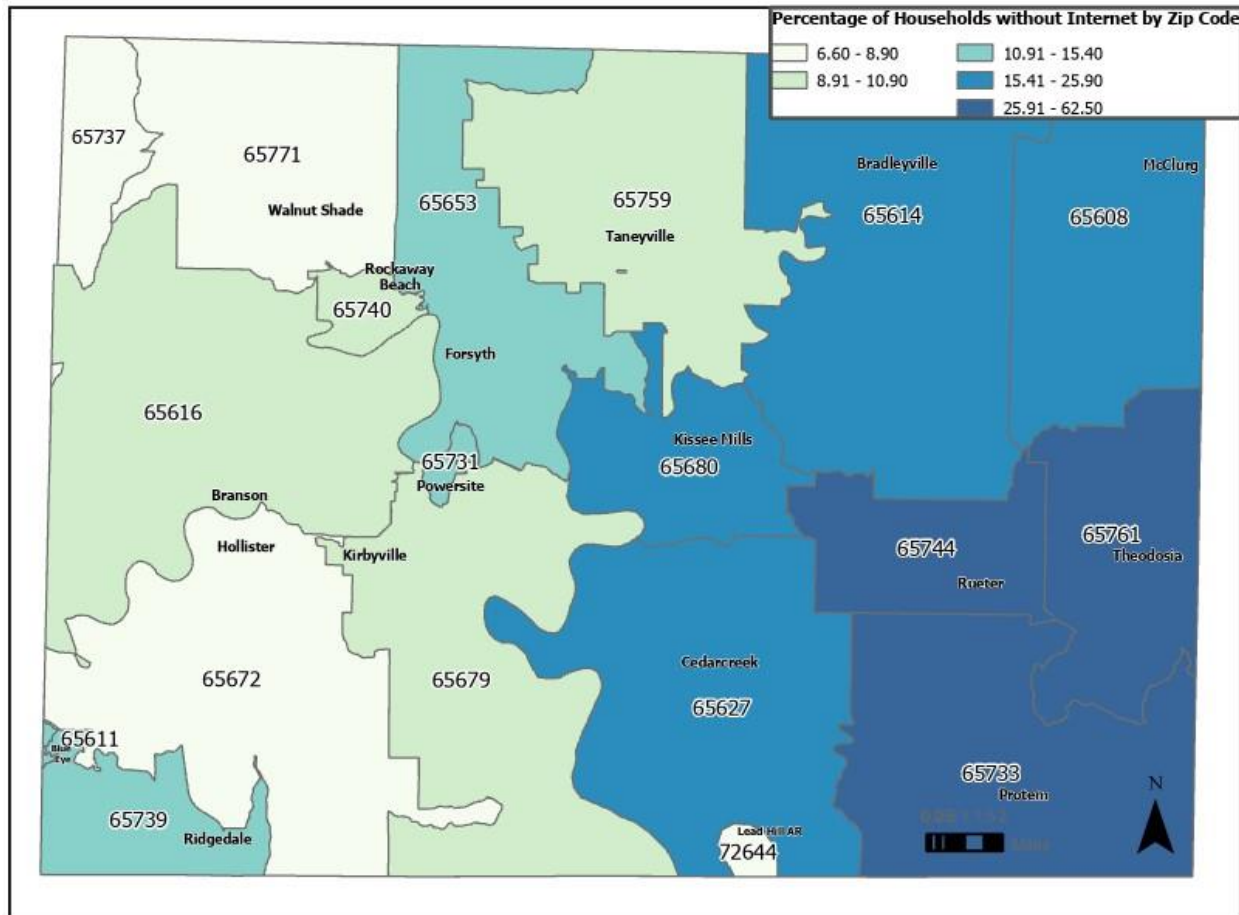 Percentage of Households without Internet by Zip Code
6.60 - 8.90
10.91 - 15.40
8.91 - 10.90
15.41 - 25.90
25.91 - 62.50
65737
65771
Walnut Shade
65653
65759
Taneyville
Bradleyville
65614
McClurg
65608
Rockaway
Beach
65740
Forsyth
65616
Kissee Mills
65680
65731
Powersite
Branson
Hollister
Kirbyville
65744
Rueter
65761
Theodosia
65672
65679
Cedarcreek
65627
65611
Blue
Eye
65739
Ridgedale
65733
Protem
Lead Hill AR
72644
N